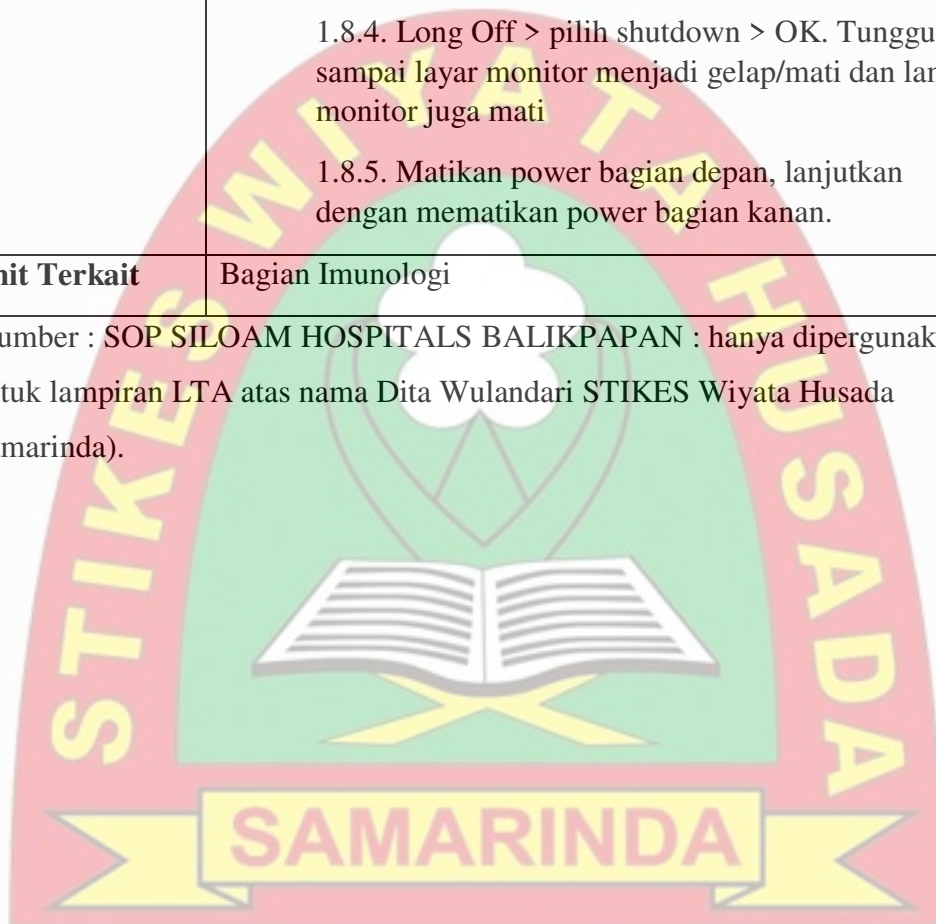 1.8.4. Long Off > pilih shutdown > OK. Tunggu
sampai layar monitor menjadi gelap/mati dan
monitor juga mati
1.8.5. Matikan power bagian depan, lanjutkan
dengan mematikan power bagian kanan.
Terkait
Bagian Imunologi
: SOP SILOAM HOSPITALS BALIKPAPAN : hanya
lampiran LTA atas nama Dita Wulandari STIKES Wiyata Husada
STIKES WIYATA HUSADA
SAMARINDA